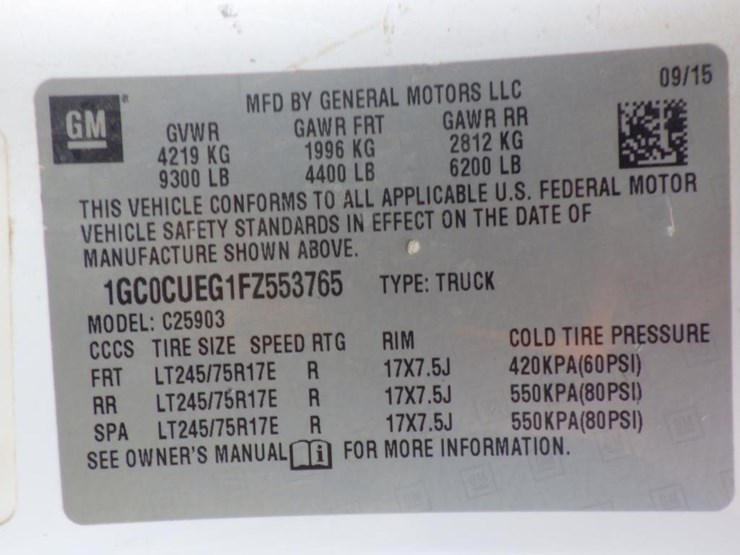 09/15
MFD BY GENERAL MOTORS LLC
GM ®
GVWR GAWR FRT GAWR RR
4219 KG 1996 KG 2812 KG
9300 LB 4400 LB 6200 LB
THIS VEHICLE CONFORMS TO ALL APPLICABLE U.S. FEDERAL MOTOR
VEHICLE SAFETY STANDARDS IN EFFECT ON THE DATE OF
MANUFACTURE SHOWN ABOVE.
1GC0CUEG1FZ553765 TYPE: TRUCK
MODEL: C25903
CCCS TIRE SIZE SPEED RTG RIM COLD TIRE PRESSURE
FRT LT245/75R17E R 17X7.5J 420KPA(60PSI)
RR LT245/75R17E R 17X7.5J 550KPA(80PSI)
SPA LT245/75R17E R 17X7.5J 550KPA(80PSI)
SEE OWNER'S MANUAL i FOR MORE INFORMATION.